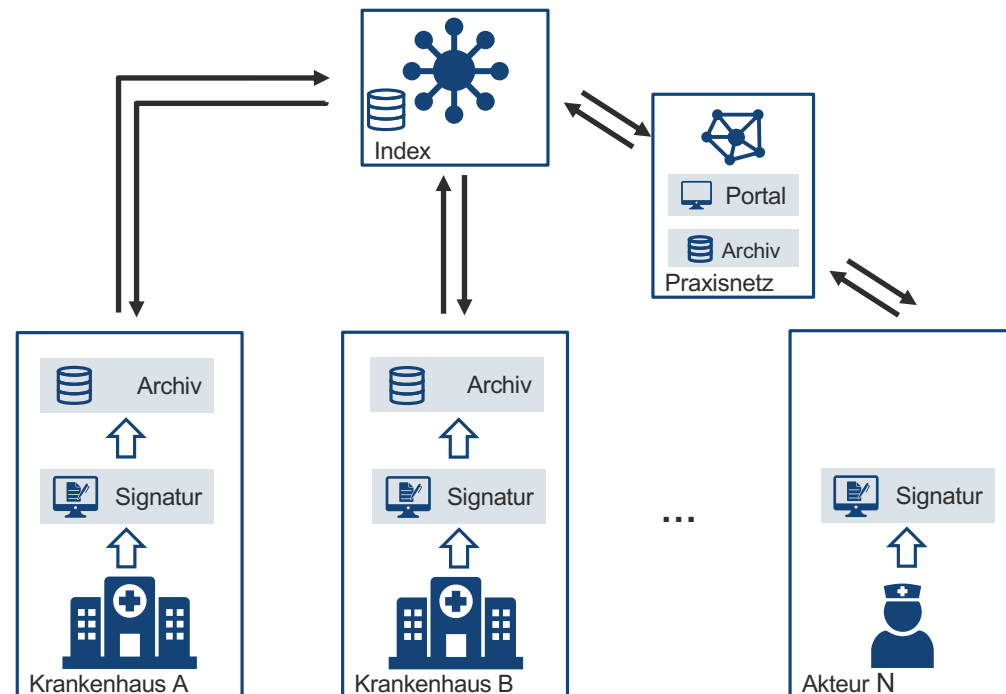 Index
Portal
Archiv
Praxisnetz
Archiv
Signatur
Krankenhaus A
Archiv
Signatur
Krankenhaus B
...
Signatur
Akteur N